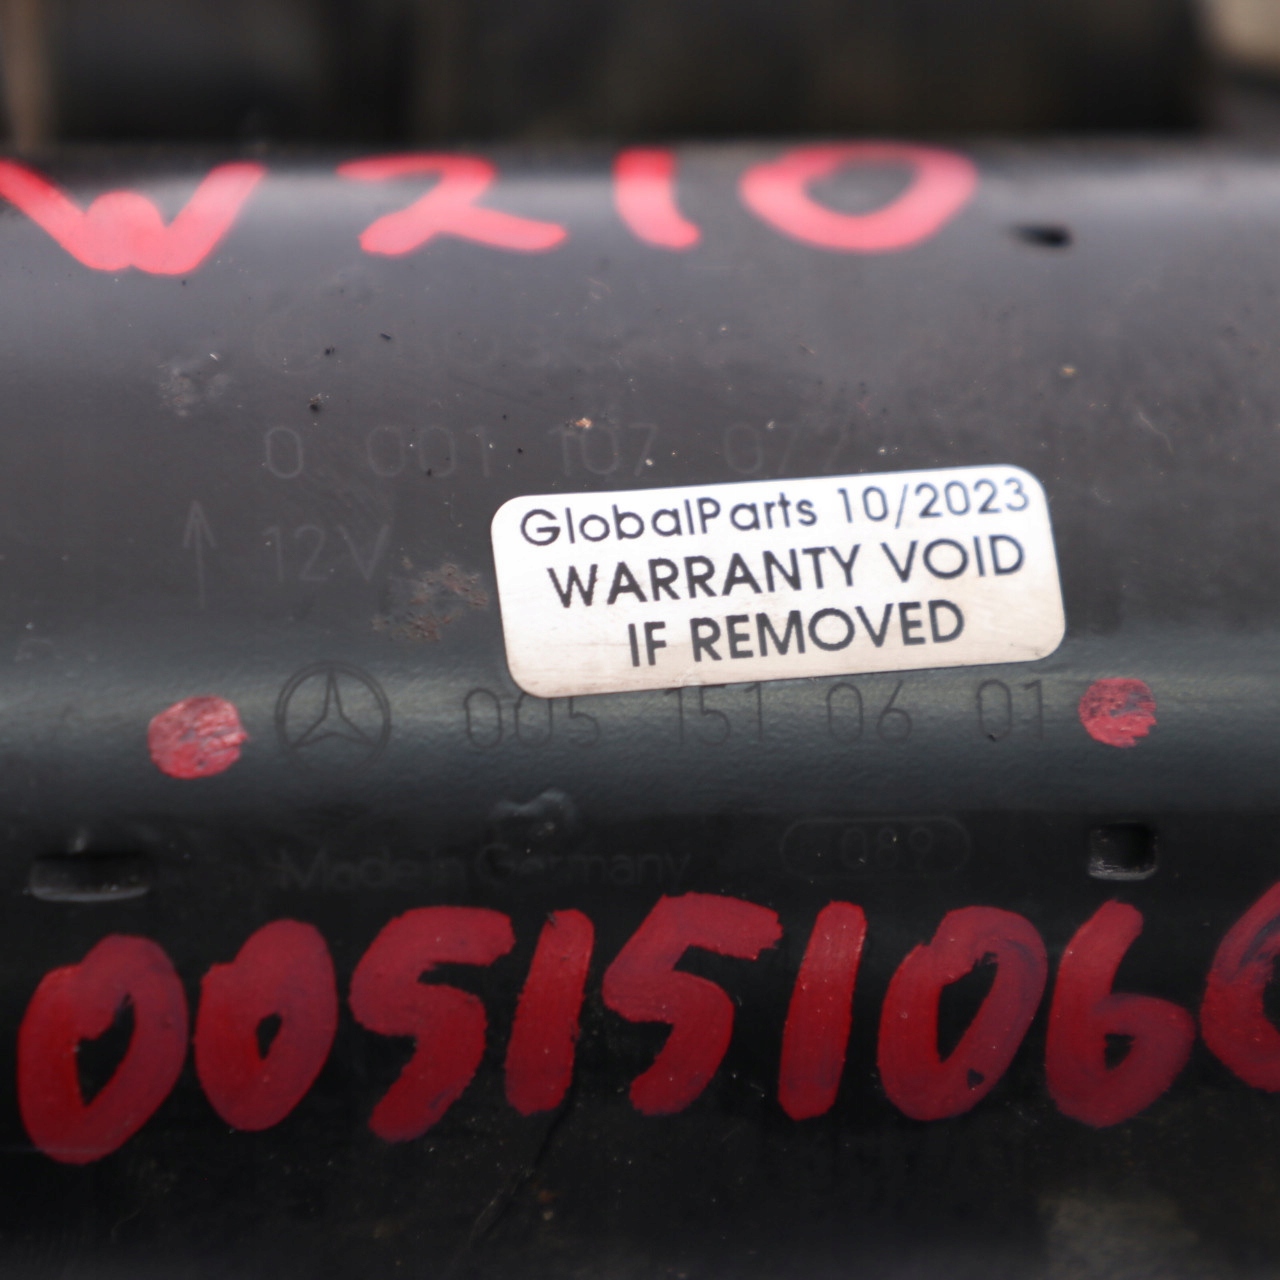 W210
0 001 107 077
GlobalParts 10/2023
12V
WARRANTY VOID
IF REMOVED
005 151 06 01
Made in Germany
089
005151060